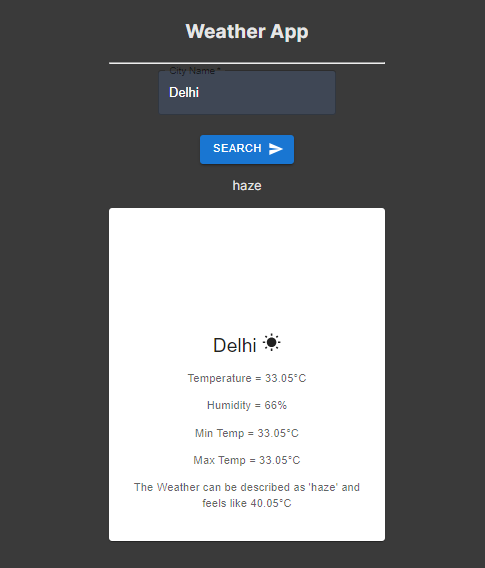 Weather App
City Name *
Delhi
SEARCH
haze
Delhi
Temperature = 33.05°C
Humidity = 66%
Min Temp = 33.05°C
Max Temp = 33.05°C
The Weather can be described as 'haze' and
feels like 40.05°C